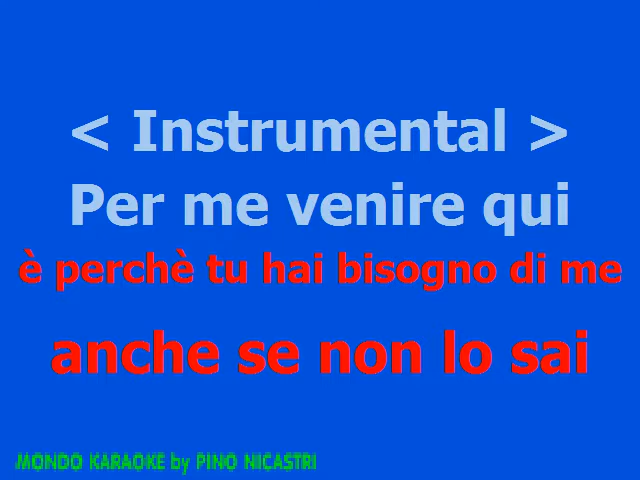 < Instrumental >
Per me venire qui
è perchè tu hai bisogno di me
anche se non lo sai
MONDO KARAOKE by PINO NICASTRI